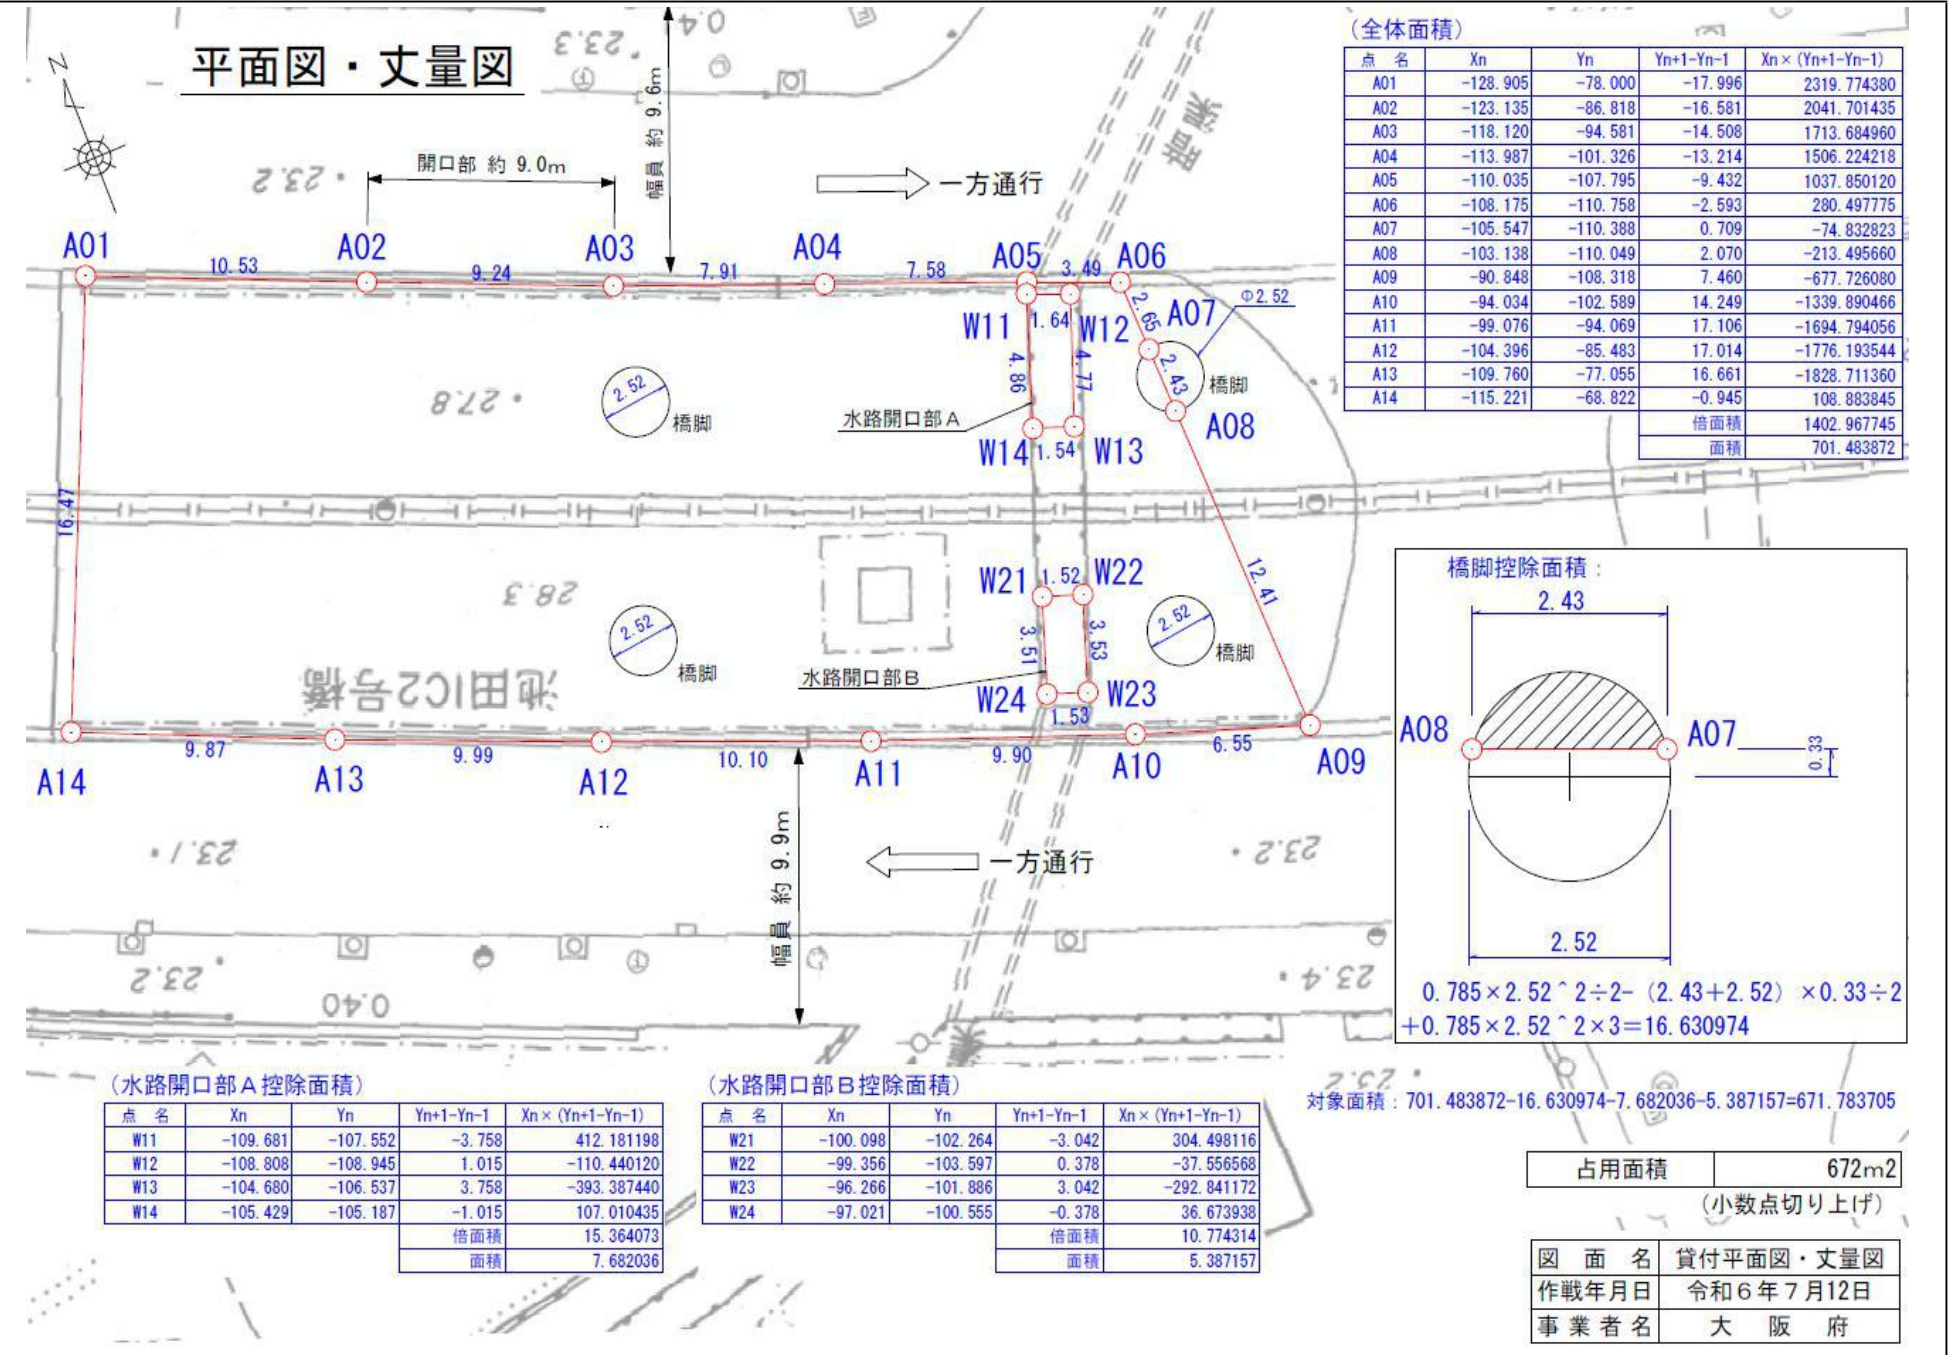 平面図・丈量図
N
23.3
0.4
幅員 約 9.6m
23.2
開口部 約 9.0m
一方通行
暗渠
A01
A02
A03
A04
A05
A06
10.53
9.24
7.91
7.58
3.49
W11
1.64
W12
2.65
A07
Φ2.52
4.86
4.77
2.43
橋脚
A08
27.8
2.52
橋脚
水路開口部A
W14
1.54
W13
16.47
W21
1.52
W22
12.41
28.3
2.52
橋脚
3.51
3.53
2.52
橋脚
池田IC2号橋
水路開口部B
W24
1.53
W23
A14
9.87
A13
9.99
A12
10.10
A11
9.90
A10
6.55
A09
23.1
幅員 約 9.9m
一方通行
23.2
23.2
0.40
23.4
23.2
(全体面積)
点 名 Xn Yn Yn+1-Yn-1 Xn×(Yn+1-Yn-1)
A01 -128.905 -78.000 -17.996 2319.774380
A02 -123.135 -86.818 -16.581 2041.701435
A03 -118.120 -94.581 -14.508 1713.684960
A04 -113.987 -101.326 -13.214 1506.224218
A05 -110.035 -107.795 -9.432 1037.850120
A06 -108.175 -110.758 -2.593 280.497775
A07 -105.547 -110.388 0.709 -74.832823
A08 -103.138 -110.049 2.070 -213.495660
A09 -90.848 -108.318 7.460 -677.726080
A10 -94.034 -102.589 14.249 -1339.890466
A11 -99.076 -94.069 17.106 -1694.794056
A12 -104.396 -85.483 17.014 -1776.193544
A13 -109.760 -77.055 16.661 -1828.711360
A14 -115.221 -68.822 -0.945 108.883845
倍面積 1402.967745
面積 701.483872
橋脚控除面積:
2.43
A08
A07
0.33
2.52
0.785×2.52^2÷2-(2.43+2.52)×0.33÷2
+0.785×2.52^2×3=16.630974
(水路開口部A控除面積)
点 名 Xn Yn Yn+1-Yn-1 Xn×(Yn+1-Yn-1)
W11 -109.681 -107.552 -3.758 412.181198
W12 -108.808 -108.945 1.015 -110.440120
W13 -104.680 -106.537 3.758 -393.387440
W14 -105.429 -105.187 -1.015 107.010435
倍面積 15.364073
面積 7.682036
(水路開口部B控除面積)
点 名 Xn Yn Yn+1-Yn-1 Xn×(Yn+1-Yn-1)
W21 -100.098 -102.264 -3.042 304.498116
W22 -99.356 -103.597 0.378 -37.556568
W23 -96.266 -101.886 3.042 -292.841172
W24 -97.021 -100.555 -0.378 36.673938
倍面積 10.774314
面積 5.387157
対象面積:701.483872-16.630974-7.682036-5.387157=671.783705
占用面積 672m2
(小数点切り上げ)
図 面 名 貸付平面図・丈量図
作戦年月日 令和6年7月12日
事業者名 大 阪 府